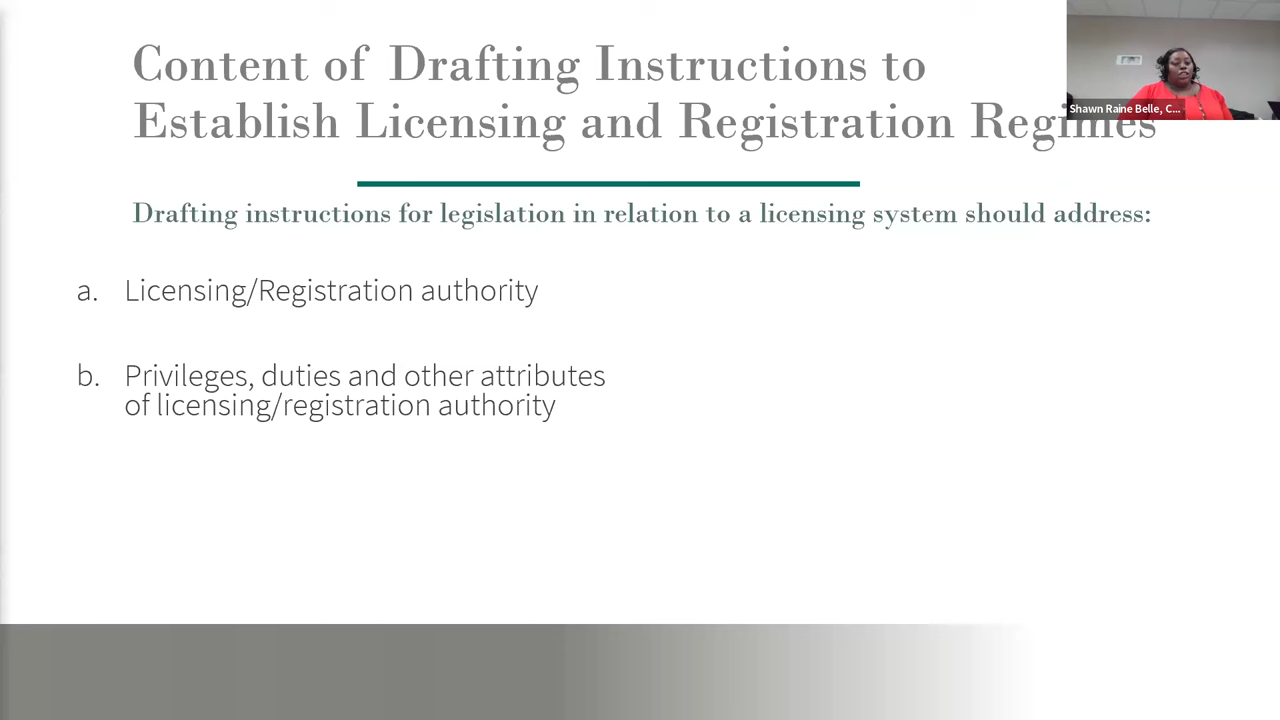 Content of Drafting Instructions to
Establish Licensing and Registration Regimes
Shawn Raine Belle, C...
Drafting instructions for legislation in relation to a licensing system should address:
a. Licensing/Registration authority
b. Privileges, duties and other attributes
of licensing/registration authority